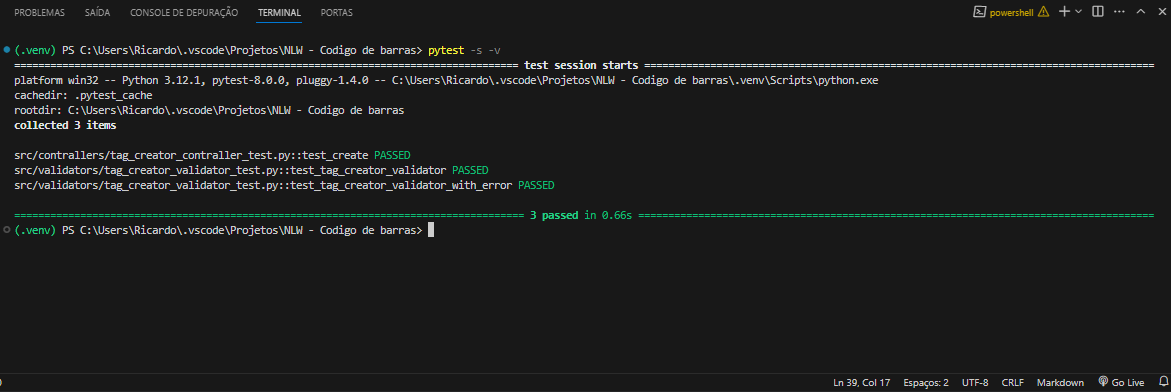 PROBLEMAS SAÍDA CONSOLE DE DEPURAÇÃO TERMINAL PORTAS powershell
(.venv) PS C:\Users\Ricardo\.vscode\Projetos\NLW - Codigo de barras> pytest -s -v
==================================================================================== test session starts =====================================================================================
platform win32 -- Python 3.12.1, pytest-8.0.0, pluggy-1.4.0 -- C:\Users\Ricardo\.vscode\Projetos\NLW - Codigo de barras\.venv\Scripts\python.exe
cachedir: .pytest_cache
rootdir: C:\Users\Ricardo\.vscode\Projetos\NLW - Codigo de barras
collected 3 items
src/contrallers/tag_creator_contraller_test.py::test_create PASSED
src/validators/tag_creator_validator_test.py::test_tag_creator_validator PASSED
src/validators/tag_creator_validator_test.py::test_tag_creator_validator_with_error PASSED
===================================================================================== 3 passed in 0.66s ======================================================================================
(.venv) PS C:\Users\Ricardo\.vscode\Projetos\NLW - Codigo de barras>
Ln 39, Col 17 Espaços: 2 UTF-8 CRLF Markdown Go Live